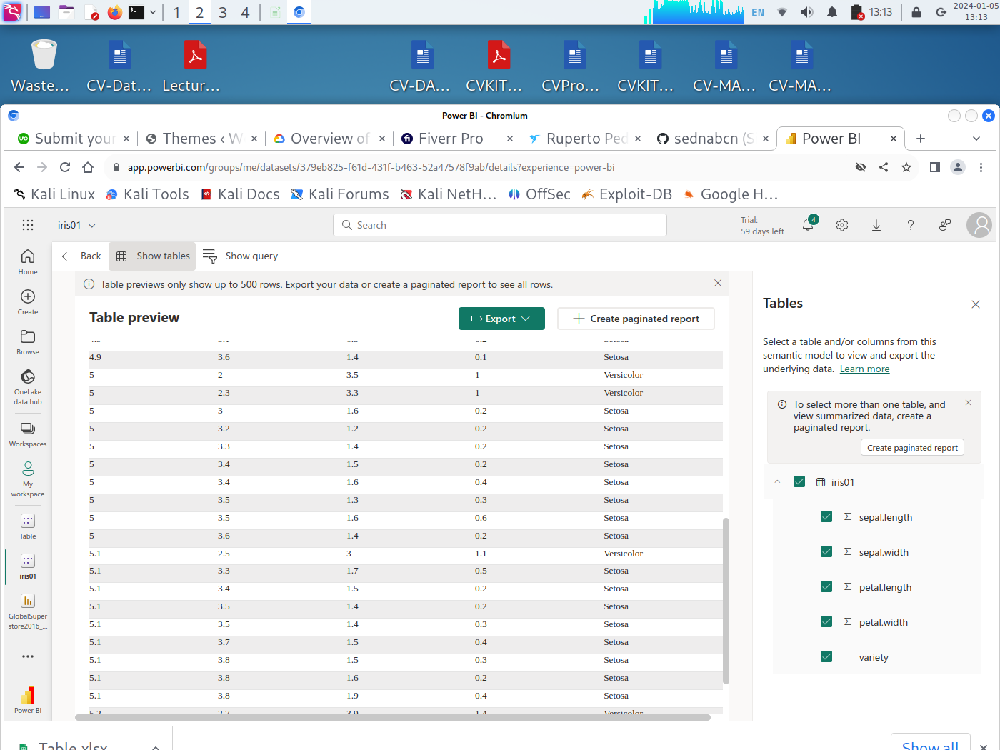 1 2 3 4
EN
13:13
2024-01-05
13:13
Waste...
CV-Dat...
Lectur...
CV-DA...
CVKIT...
CVPro...
CVKIT...
CV-MA...
CV-MA...
Power BI - Chromium
Submit your
Themes ‹ W
Overview of
Fiverr Pro
Ruperto Ped
sednabcn (S
Power BI
app.powerbi.com/groups/me/datasets/379eb825-f61d-431f-b463-52a47578f9ab/details?experience=power-bi
Kali Linux
Kali Tools
Kali Docs
Kali Forums
Kali NetH...
OffSec
Exploit-DB
Google H...
iris01
Search
Trial:
59 days left
4
Home
Create
Browse
OneLake
data hub
Workspaces
My
workspace
Table
iris01
GlobalSuper
store2016_...
Power BI
Back
Show tables
Show query
Table previews only show up to 500 rows. Export your data or create a paginated report to see all rows.
Table preview
Export
Create paginated report
4.9 3.6 1.4 0.1 Setosa
5 2 3.5 1 Versicolor
5 2.3 3.3 1 Versicolor
5 3 1.6 0.2 Setosa
5 3.2 1.2 0.2 Setosa
5 3.3 1.4 0.2 Setosa
5 3.4 1.5 0.2 Setosa
5 3.4 1.6 0.4 Setosa
5 3.5 1.3 0.3 Setosa
5 3.5 1.6 0.6 Setosa
5 3.6 1.4 0.2 Setosa
5.1 2.5 3 1.1 Versicolor
5.1 3.3 1.7 0.5 Setosa
5.1 3.4 1.5 0.2 Setosa
5.1 3.5 1.4 0.2 Setosa
5.1 3.5 1.4 0.3 Setosa
5.1 3.7 1.5 0.4 Setosa
5.1 3.8 1.5 0.3 Setosa
5.1 3.8 1.6 0.2 Setosa
5.1 3.8 1.9 0.4 Setosa
5.2 2.7 3.9 1.4 Versicolor
Tables
Select a table and/or columns from this
semantic model to view and export the
underlying data. Learn more
To select more than one table, and
view summarized data, create a
paginated report.
Create paginated report
iris01
sepal.length
sepal.width
petal.length
petal.width
variety
Table.xlsx
Show all